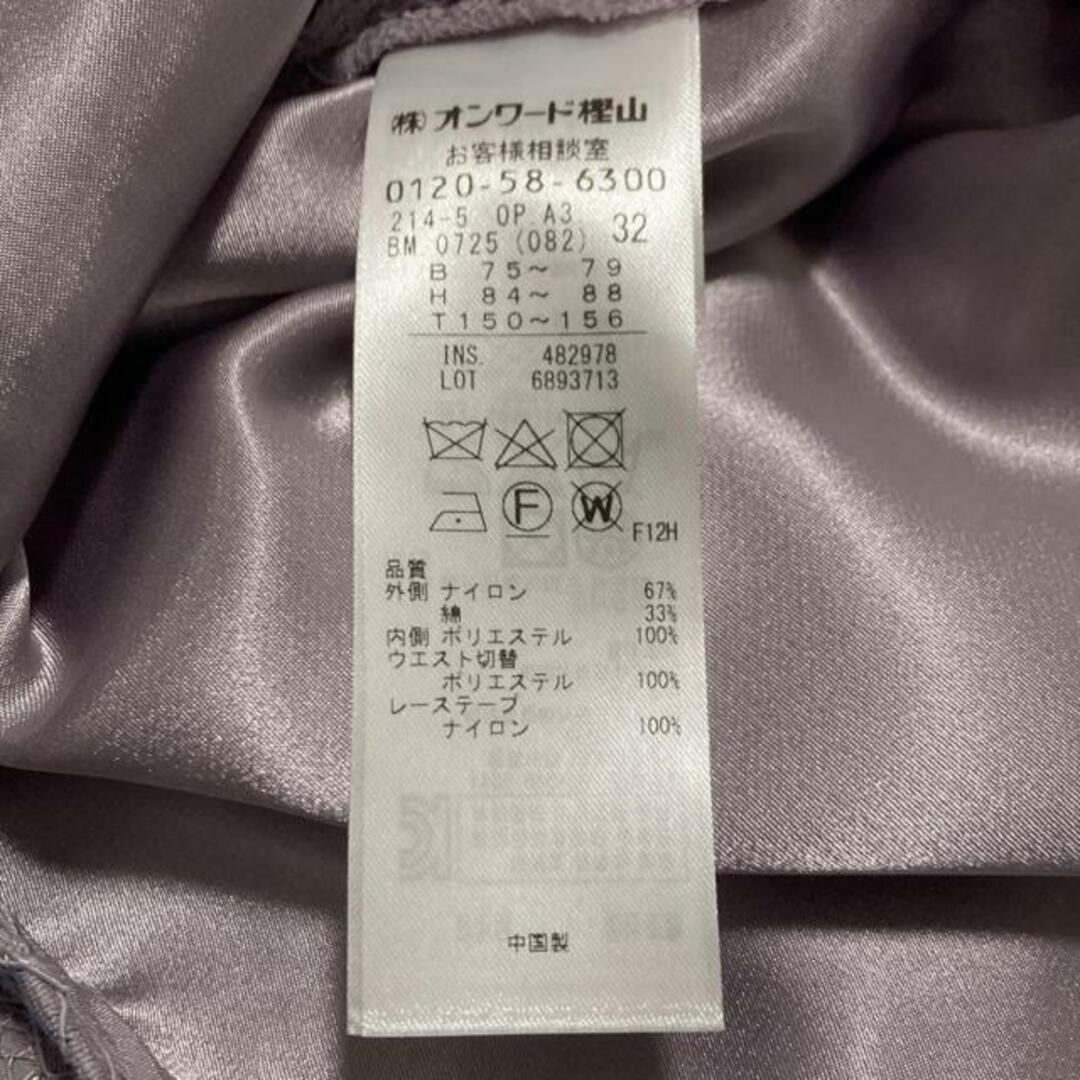 (株)オンワード樫山
お客様相談室
0120-58-6300
214-5 OP A3
BM 0725 (082) 32
B 75~ 79
H 84~ 88
T150~156
INS. 482978
LOT 6893713
F W F12H
品質
外側 ナイロン 67%
綿 33%
内側 ポリエステル 100%
ウエスト切替
ポリエステル 100%
レーステープ
ナイロン 100%
中国製